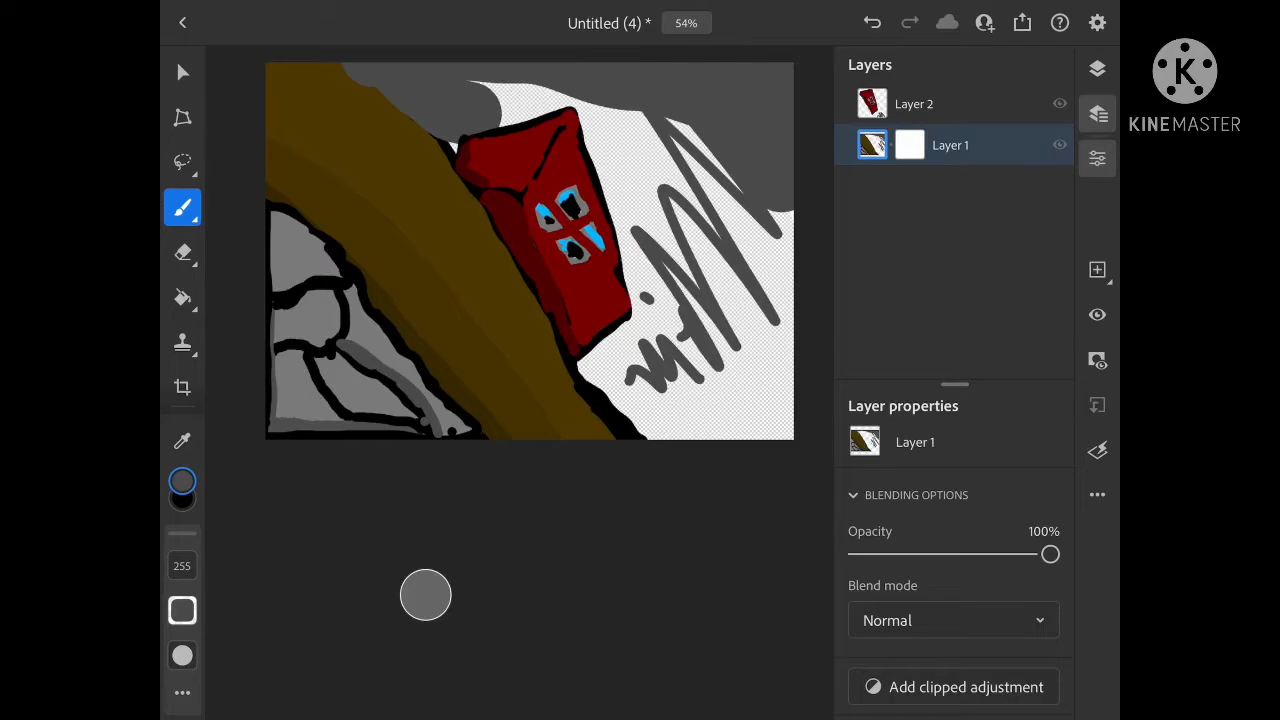 Untitled (4) *
54%
Layers
Layer 2
Layer 1
K
KINEMASTER
Layer properties
Layer 1
BLENDING OPTIONS
Opacity
100%
Blend mode
Normal
Add clipped adjustment
255